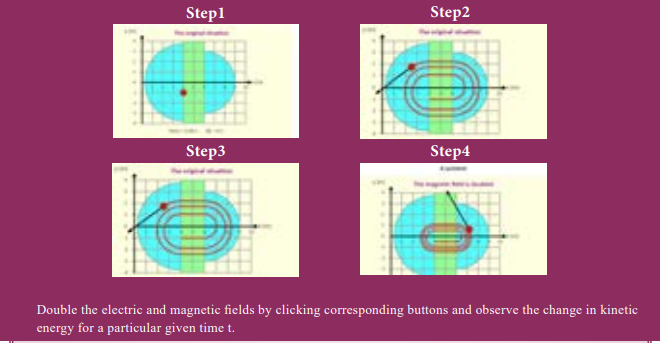 Step1
Step2
The original situation
The original situation
Step3
Step4
The original situation
The magnetic field is doubled
Double the electric and magnetic fields by clicking corresponding buttons and observe the change in kinetic
energy for a particular given time t.